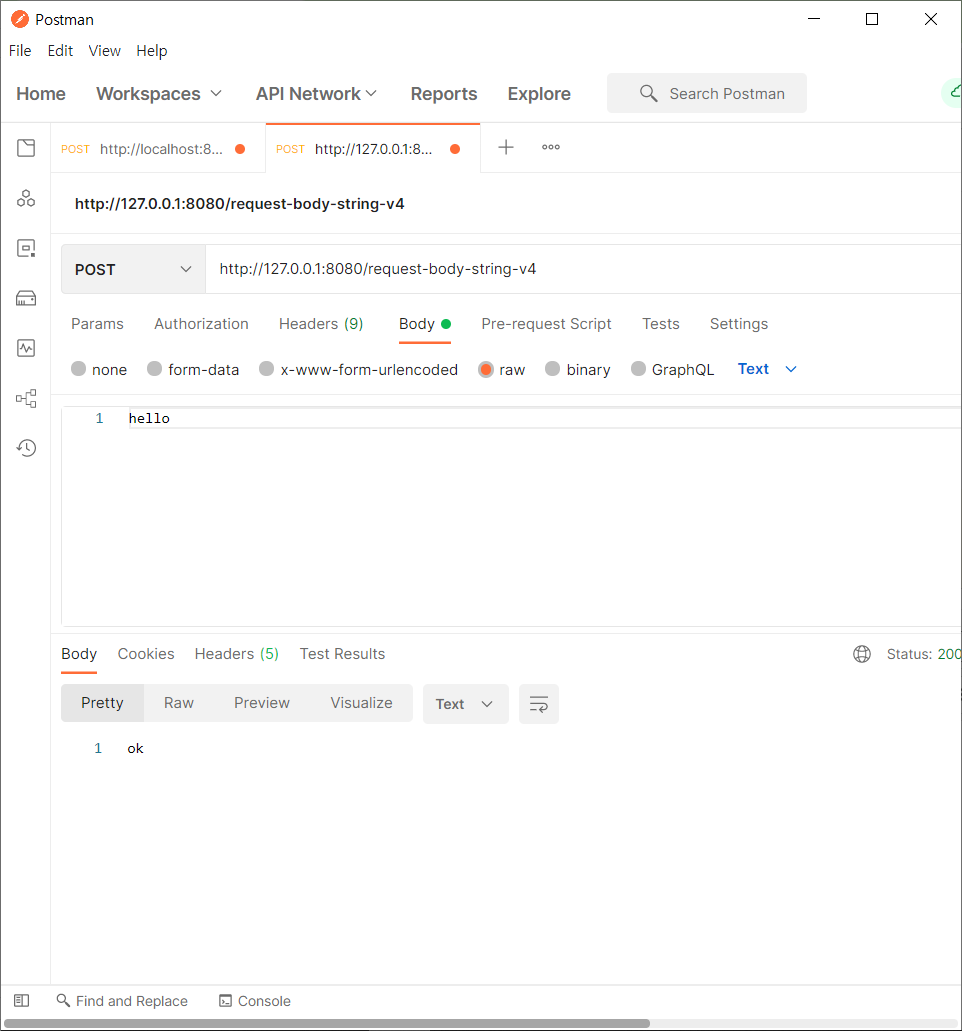 Postman
File Edit View Help
Home Workspaces API Network Reports Explore Search Postman
POST http://localhost:8... POST http://127.0.0.1:8...
http://127.0.0.1:8080/request-body-string-v4
POST http://127.0.0.1:8080/request-body-string-v4
Params Authorization Headers (9) Body Pre-request Script Tests Settings
none form-data x-www-form-urlencoded raw binary GraphQL Text
1 hello
Body Cookies Headers (5) Test Results Status: 200
Pretty Raw Preview Visualize Text
1 ok
Find and Replace Console